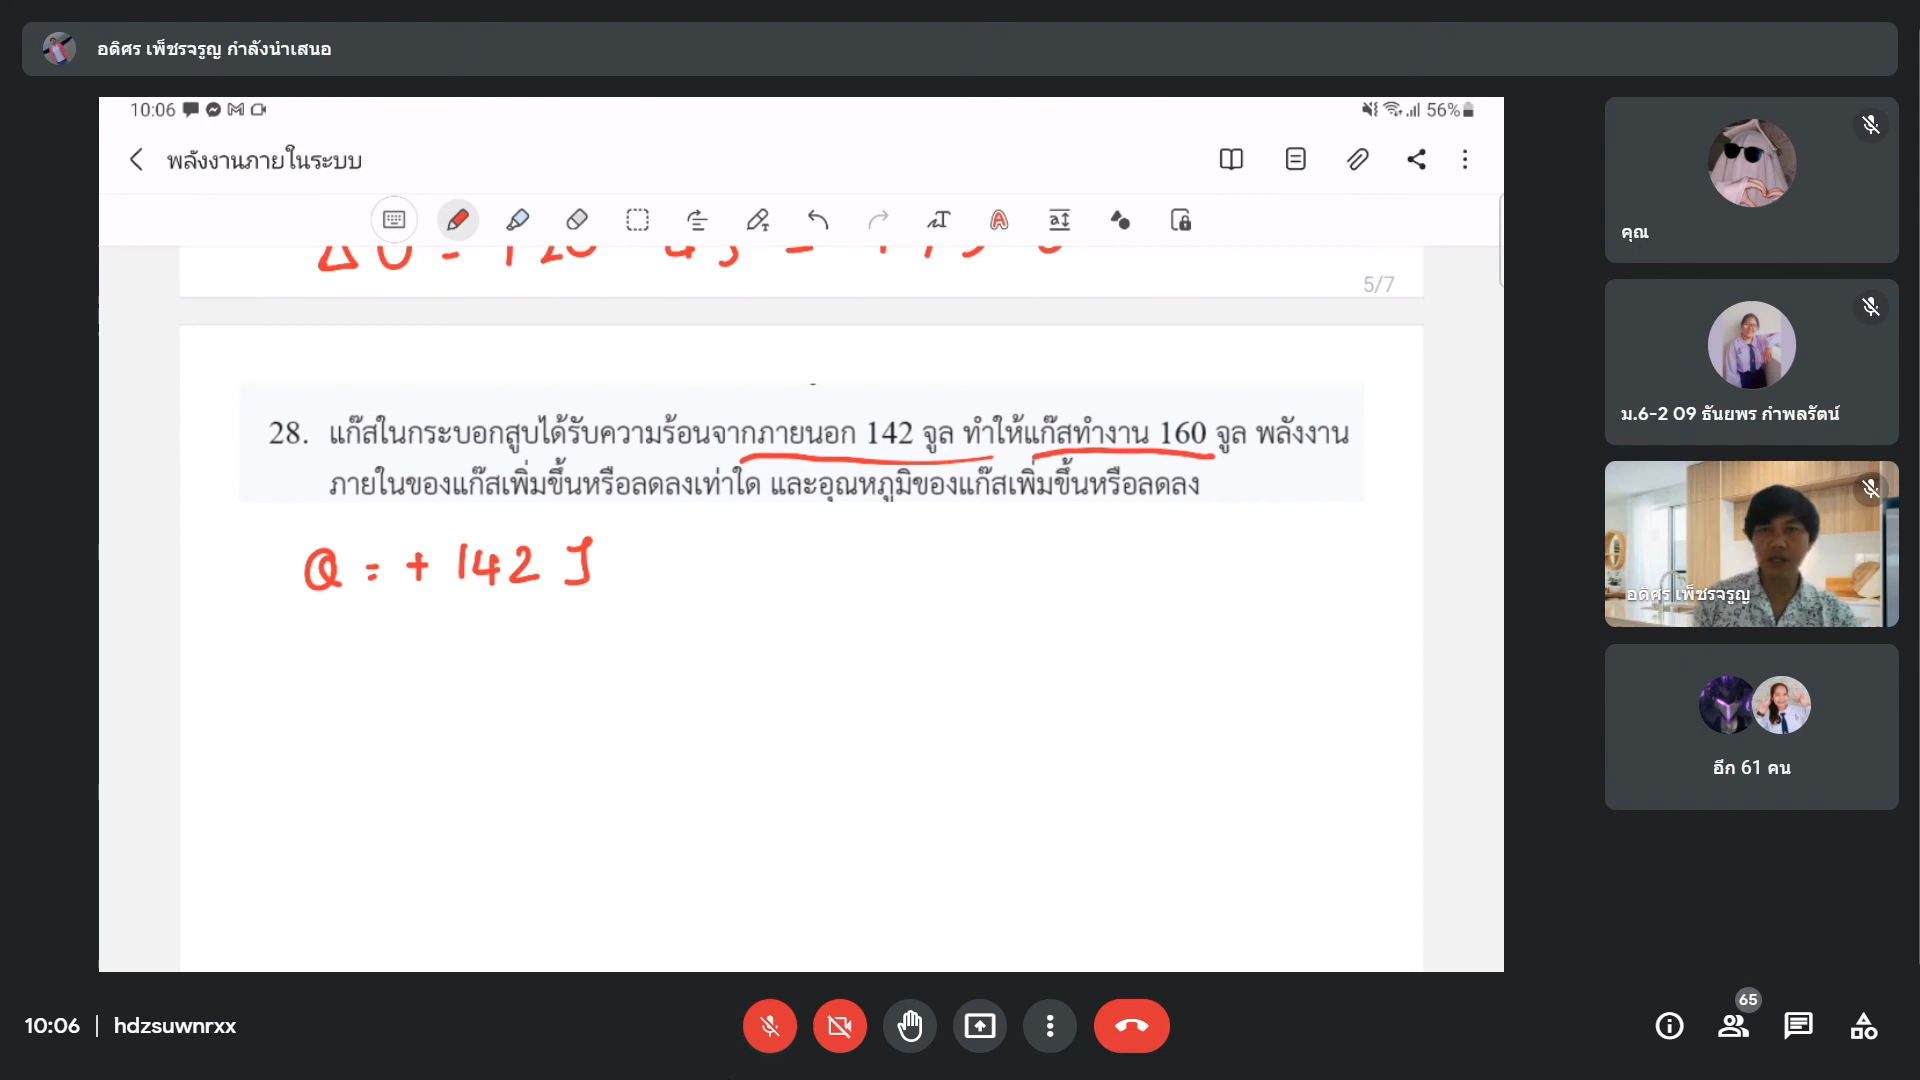 อดิศร เพ็ชรจรูญ กำลังนำเสนอ
10:06
56%
พลังงานภายในระบบ
5/7
28. แก๊สในกระบอกสูบได้รับความร้อนจากภายนอก 142 จูล ทำให้แก๊สทำงาน 160 จูล พลังงาน
ภายในของแก๊สเพิ่มขึ้นหรือลดลงเท่าใด และอุณหภูมิของแก๊สเพิ่มขึ้นหรือลดลง
Q = + 142 J
คุณ
ม.6-2 09 ธันยพร กำพลรัตน์
อดิศร เพ็ชรจรูญ
อีก 61 คน
10:06 | hdzsuwnrxx
65